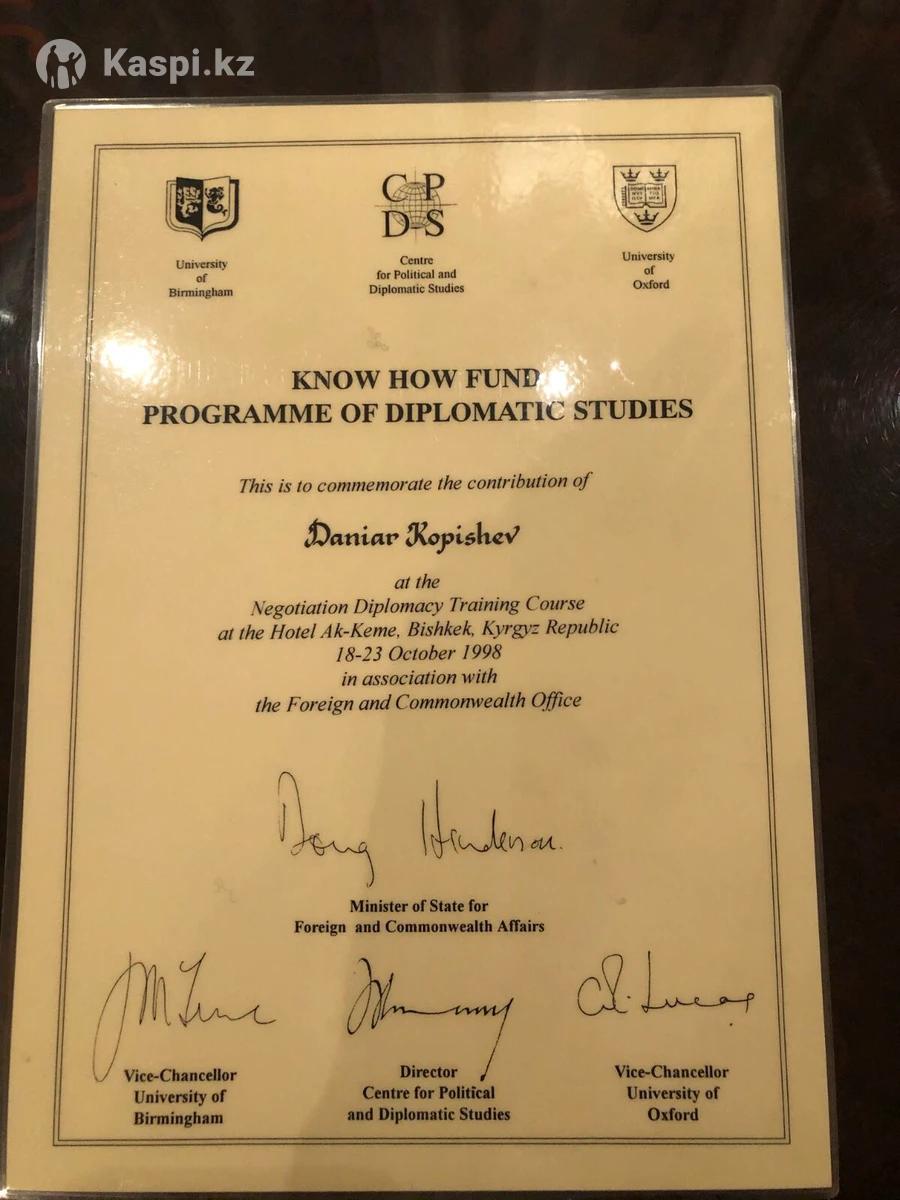 Kaspi.kz
C P
D S
University
of
Birmingham
Centre
for Political and
Diplomatic Studies
University
of
Oxford
KNOW HOW FUND
PROGRAMME OF DIPLOMATIC STUDIES
This is to commemorate the contribution of
Daniar Kopishev
at the
Negotiation Diplomacy Training Course
at the Hotel Ak-Keme, Bishkek, Kyrgyz Republic
18-23 October 1998
in association with
the Foreign and Commonwealth Office
Doug Henderson.
Minister of State for
Foreign and Commonwealth Affairs
Vice-Chancellor
University of
Birmingham
Director
Centre for Political
and Diplomatic Studies
Lucas
Vice-Chancellor
University of
Oxford